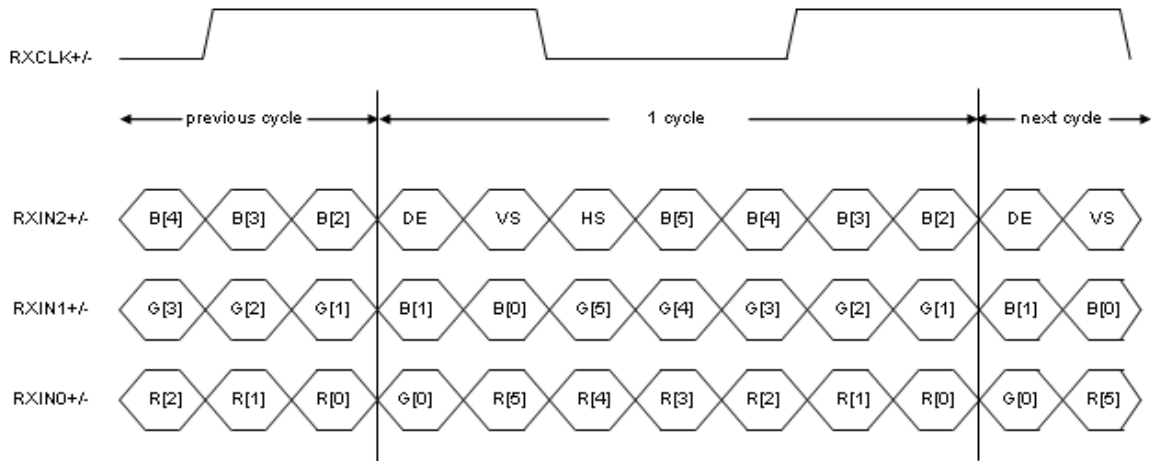 RXCLK+/-
previous cycle 1 cycle next cycle
RXIN2+/- B[4] B[3] B[2] DE VS HS B[5] B[4] B[3] B[2] DE VS
RXIN1+/- G[3] G[2] G[1] B[1] B[0] G[5] G[4] G[3] G[2] G[1] B[1] B[0]
RXIN0+/- R[2] R[1] R[0] G[0] R[5] R[4] R[3] R[2] R[1] R[0] G[0] R[5]